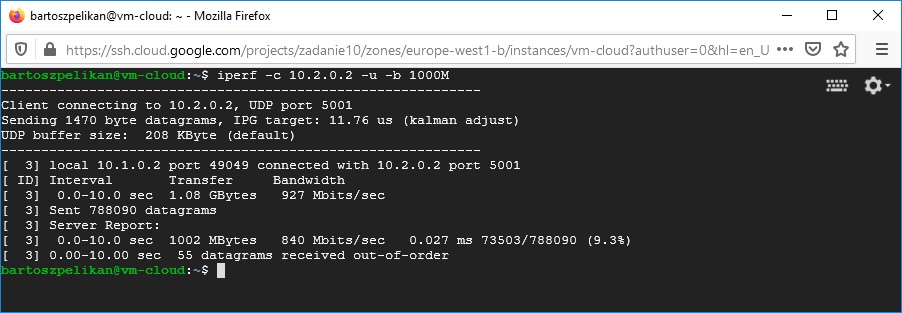 bartoszpelikan@vm-cloud: ~ - Mozilla Firefox
https://ssh.cloud.google.com/projects/zadanie10/zones/europe-west1-b/instances/vm-cloud?authuser=0&hl=en_U
bartoszpelikan@vm-cloud:~$ iperf -c 10.2.0.2 -u -b 1000M
------------------------------------------------------------
Client connecting to 10.2.0.2, UDP port 5001
Sending 1470 byte datagrams, IPG target: 11.76 us (kalman adjust)
UDP buffer size:  208 KByte (default)
------------------------------------------------------------
[  3] local 10.1.0.2 port 49049 connected with 10.2.0.2 port 5001
[ ID] Interval       Transfer     Bandwidth
[  3]  0.0-10.0 sec  1.08 GBytes   927 Mbits/sec
[  3] Sent 788090 datagrams
[  3] Server Report:
[  3]  0.0-10.0 sec  1002 MBytes   840 Mbits/sec   0.027 ms 73503/788090 (9.3%)
[  3] 0.00-10.00 sec  55 datagrams received out-of-order
bartoszpelikan@vm-cloud:~$